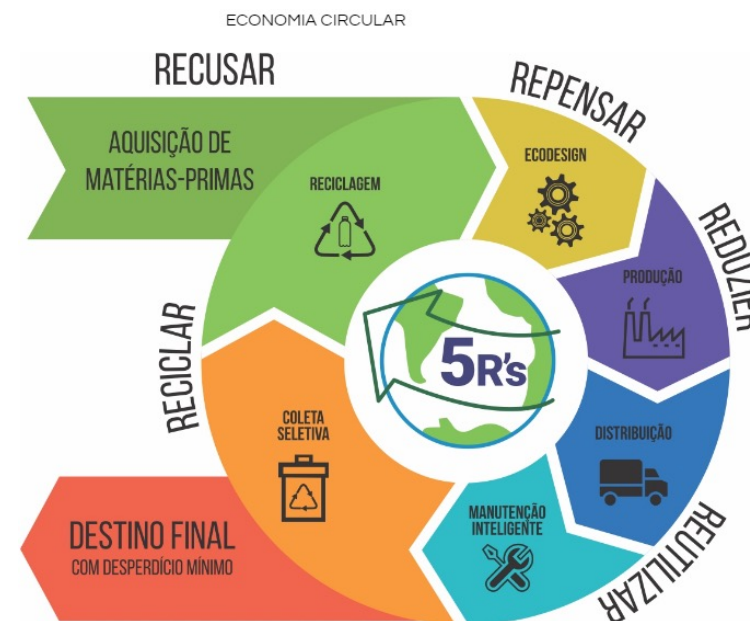 ECONOMIA CIRCULAR
RECUSAR
REPENSAR
REDUZIER
REUTILIZAR
RECICLAR
AQUISIÇÃO DE
MATÉRIAS-PRIMAS
RECICLAGEM
ECODESIGN
PRODUÇÃO
5R's
DISTRIBUIÇÃO
COLETA
SELETIVA
MANUTENÇÃO
INTELIGENTE
DESTINO FINAL
COM DESPERDÍCIO MÍNIMO